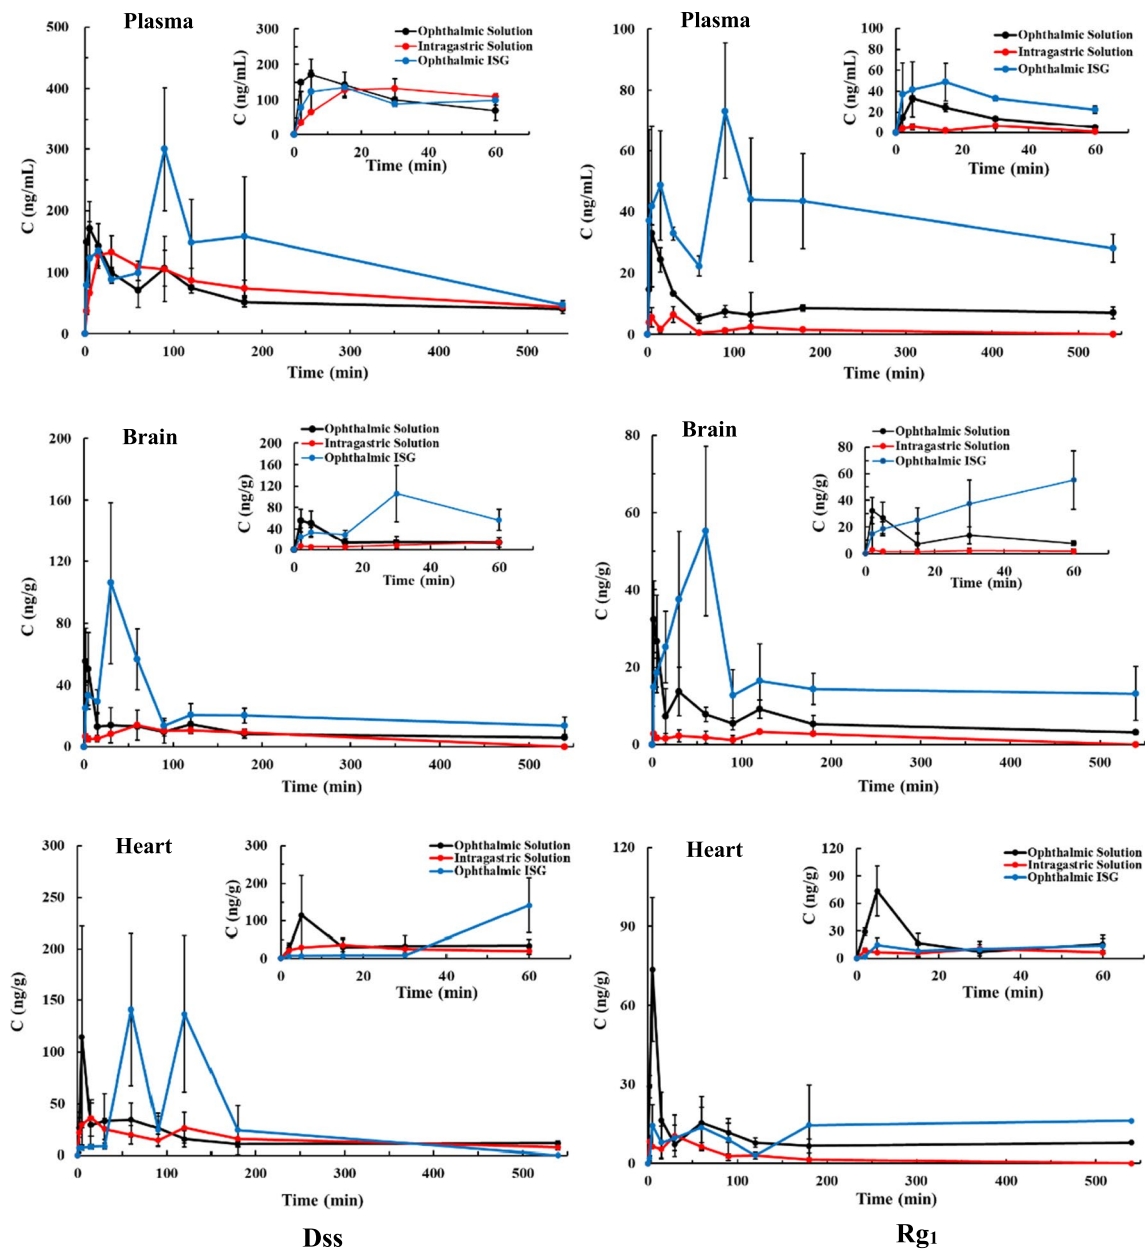 Plasma
500
400
300
200
100
0
C (ng/mL)
0 100 200 300 400 500
Time (min)
300
200
100
0
C (ng/mL)
0 20 40 60
Time (min)
Ophthalmic Solution
Intragastric Solution
Ophthalmic ISG
Plasma
100
80
60
40
20
0
C (ng/mL)
0 100 200 300 400 500
Time (min)
100
80
60
40
20
0
C (ng/mL)
0 20 40 60
Time (min)
Ophthalmic Solution
Intragastric Solution
Ophthalmic ISG
Brain
200
160
120
80
40
0
C (ng/g)
0 100 200 300 400 500
Time (min)
200
160
120
80
40
0
C (ng/g)
0 20 40 60
Time (min)
Ophthalmic Solution
Intragastric Solution
Ophthalmic ISG
Brain
80
60
40
20
0
C (ng/g)
0 100 200 300 400 500
Time (min)
80
60
40
20
0
C (ng/g)
0 20 40 60
Time (min)
Ophthalmic Solution
Intragastric Solution
Ophthalmic ISG
Heart
300
250
200
150
100
50
0
C (ng/g)
0 100 200 300 400 500
Time (min)
300
200
100
0
C (ng/g)
0 20 40 60
Time (min)
Ophthalmic Solution
Intragastric Solution
Ophthalmic ISG
Heart
120
90
60
30
0
C (ng/g)
0 100 200 300 400 500
Time (min)
120
90
60
30
0
C (ng/g)
0 20 40 60
Time (min)
Ophthalmic Solution
Intragastric Solution
Ophthalmic ISG
Dss
Rg₁